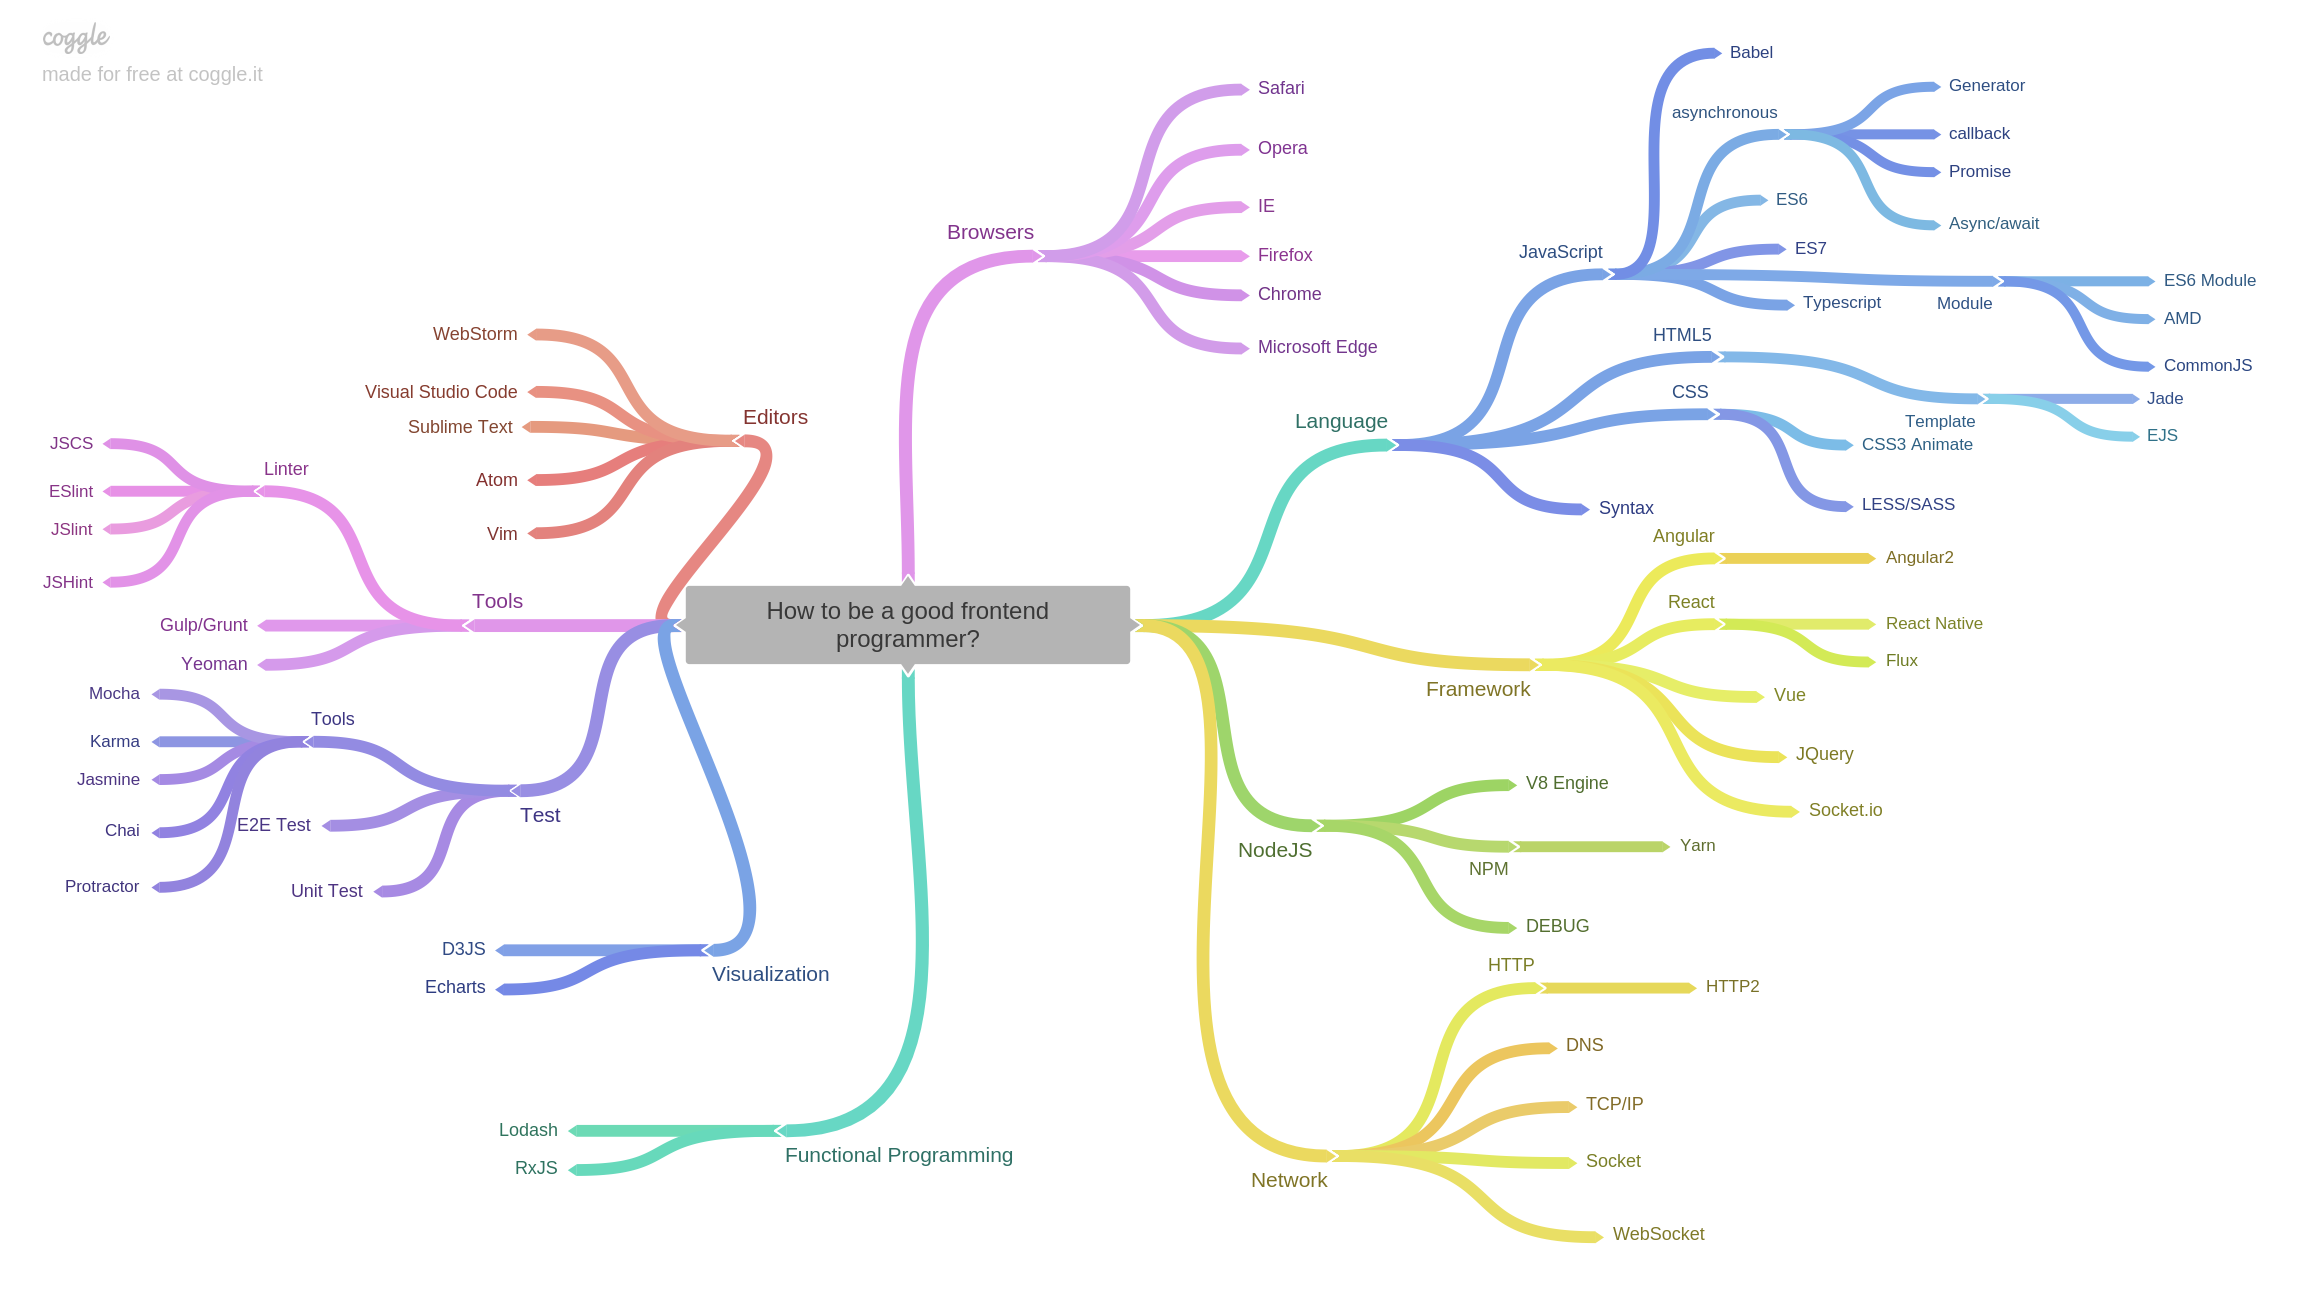 coggle
made for free at coggle.it
How to be a good frontend
programmer?
Browsers
Safari
Opera
IE
Firefox
Chrome
Microsoft Edge
Language
JavaScript
Babel
asynchronous
Generator
callback
Promise
Async/await
ES6
ES7
Module
ES6 Module
AMD
CommonJS
Typescript
HTML5
Template
Jade
EJS
CSS
CSS3 Animate
LESS/SASS
Syntax
Framework
Angular
Angular2
React
React Native
Flux
Vue
JQuery
Socket.io
NodeJS
V8 Engine
NPM
Yarn
DEBUG
Network
HTTP
HTTP2
DNS
TCP/IP
Socket
WebSocket
Editors
WebStorm
Visual Studio Code
Sublime Text
Atom
Vim
Tools
Linter
JSCS
ESlint
JSlint
JSHint
Gulp/Grunt
Yeoman
Test
Tools
Mocha
Karma
Jasmine
Chai
Protractor
E2E Test
Unit Test
Visualization
D3JS
Echarts
Functional Programming
Lodash
RxJS